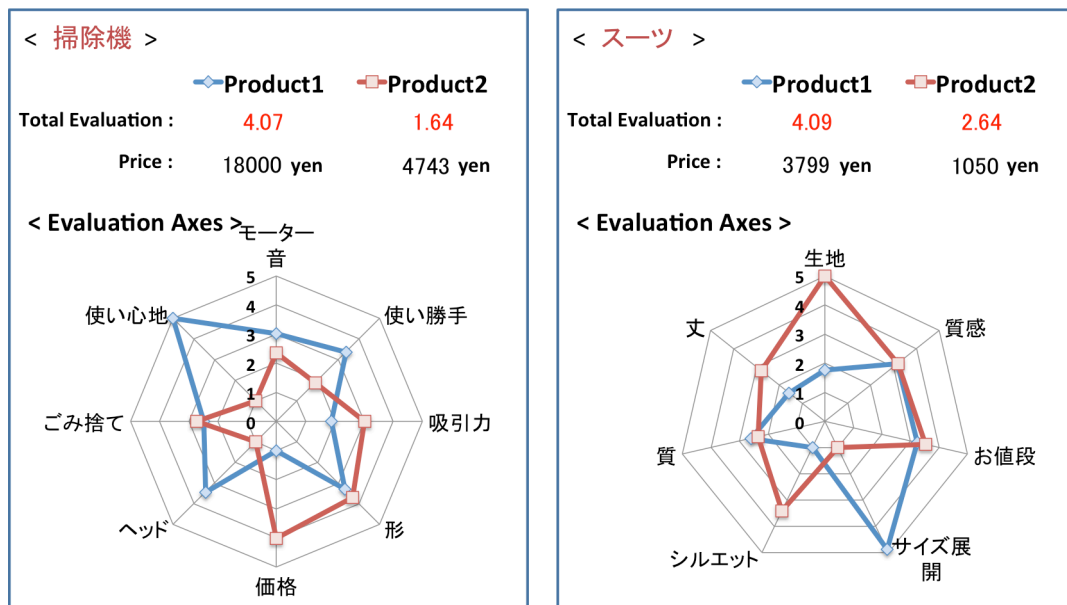 < 掃除機 >
Product1 Product2
Total Evaluation : 4.07 1.64
Price : 18000 yen 4743 yen
< Evaluation Axes >
モーター
音
使い勝手
吸引力
形
価格
ヘッド
ごみ捨て
使い心地
5
4
3
2
1
0
< スーツ >
Product1 Product2
Total Evaluation : 4.09 2.64
Price : 3799 yen 1050 yen
< Evaluation Axes >
生地
質感
お値段
サイズ展
開
シルエット
質
丈
5
4
3
2
1
0